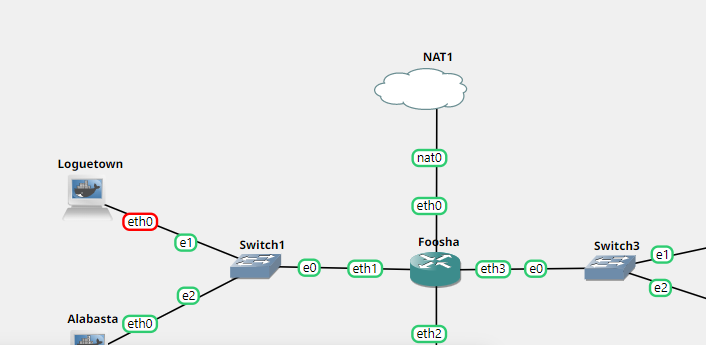 NAT1
nat0
Loguetown
eth0
eth0
e1
Switch1
Foosha
Switch3
e0
eth1
eth3
e0
e1
e2
e2
Alabasta
eth0
eth2